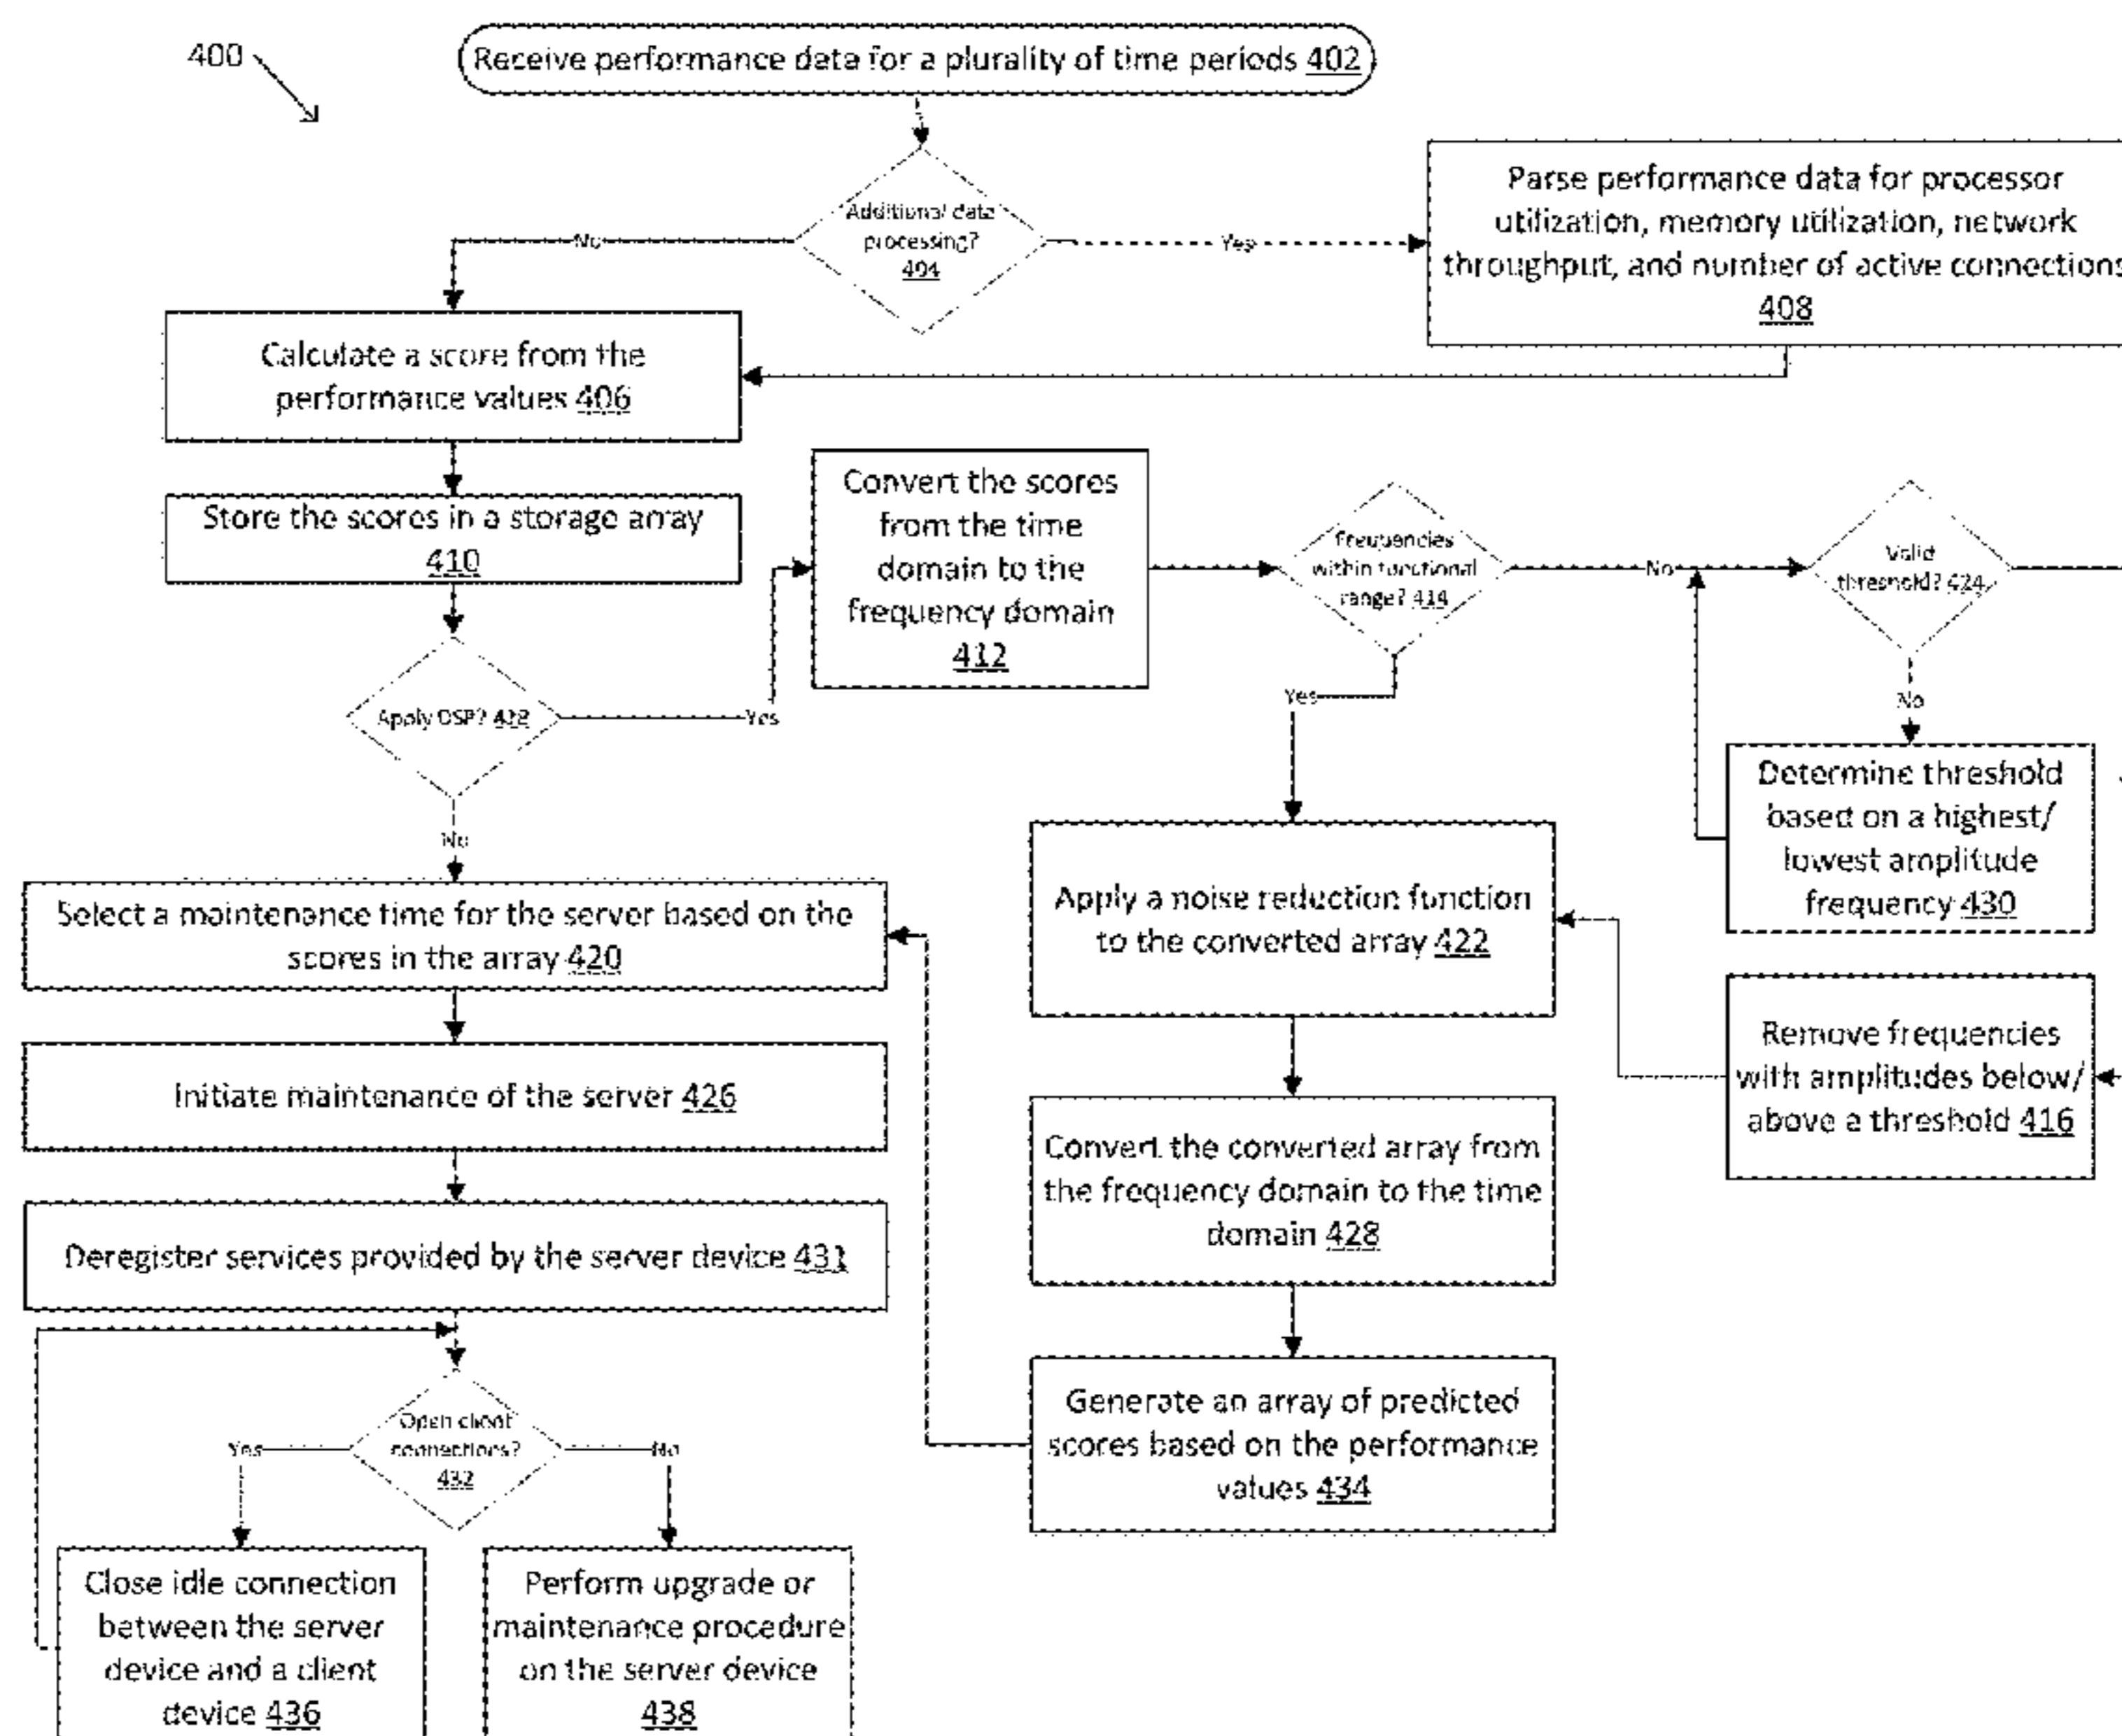 400
Receive performance data for a plurality of time periods 402
Additional data
processing?
404
No
Yes
Parse performance data for processor
utilization, memory utilization, network
throughput, and number of active connections
408
Calculate a score from the
performance values 406
Store the scores in a storage array
410
Convert the scores
from the time
domain to the
frequency domain
412
Frequencies
within functional
range? 414
No
Valid
threshold? 424
Apply DSP?
Yes
Yes
No
No
Determine threshold
based on a highest/
lowest amplitude
frequency 430
Select a maintenance time for the server based on the
scores in the array 420
Apply a noise reduction function
to the converted array 422
Remove frequencies
with amplitudes below/
above a threshold 416
Initiate maintenance of the server 426
Convert the converted array from
the frequency domain to the time
domain 428
Deregister services provided by the server device 431
Generate an array of predicted
scores based on the performance
values 434
Open client
connections?
432
Yes
No
Close idle connection
between the server
device and a client
device 436
Perform upgrade or
maintenance procedure
on the server device
438